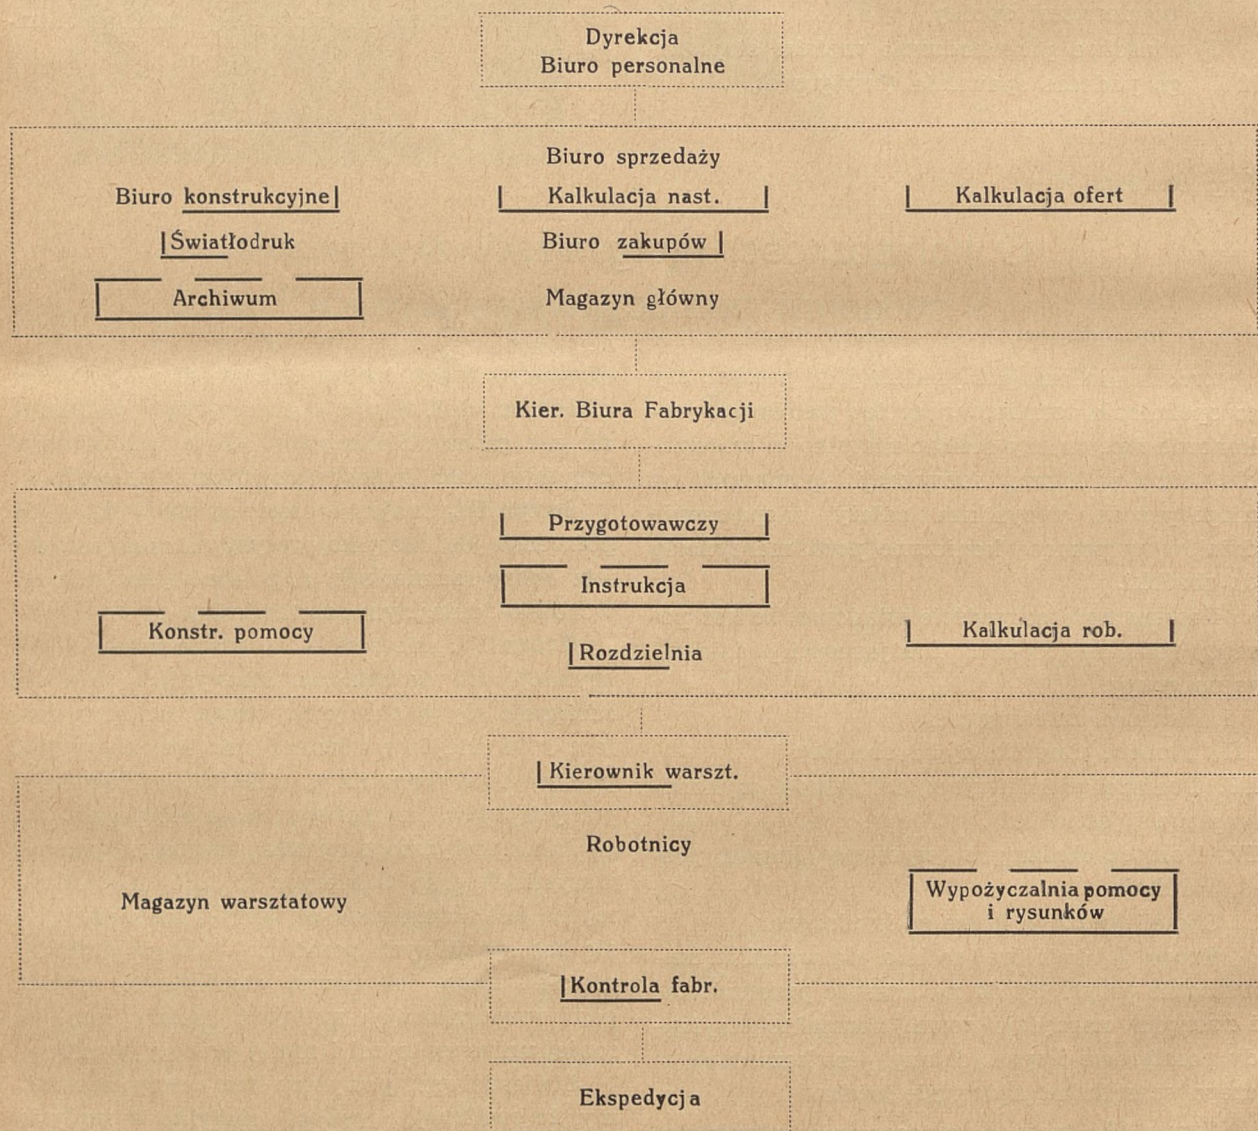 Dyrekcja
Biuro personalne
Biuro sprzedaży
Biuro konstrukcyjne
Kalkulacja nast.
Kalkulacja ofert
Światłodruk
Biuro zakupów
Archiwum
Magazyn główny
Kier. Biura Fabrykacji
Przygotowawczy
Instrukcja
Konstr. pomocy
Kalkulacja rob.
Rozdzielnia
Kierownik warszt.
Robotnicy
Magazyn warsztatowy
Wypożyczalnia pomocy
i rysunków
Kontrola fabr.
Ekspedycja